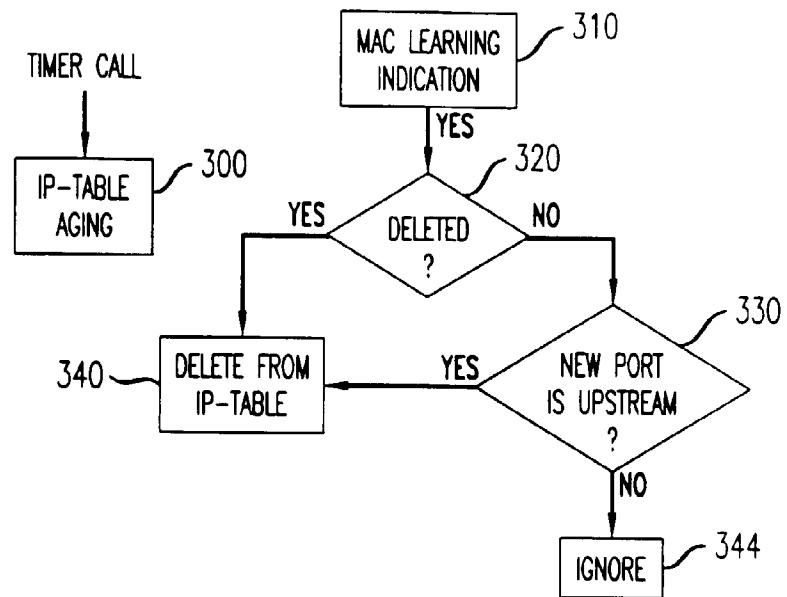 TIMER CALL
300
IP-TABLE
AGING
MAC LEARNING
INDICATION
310
YES
320
DELETED
?
YES
NO
330
NEW PORT
IS UPSTREAM
?
YES
340
DELETE FROM
IP-TABLE
NO
344
IGNORE